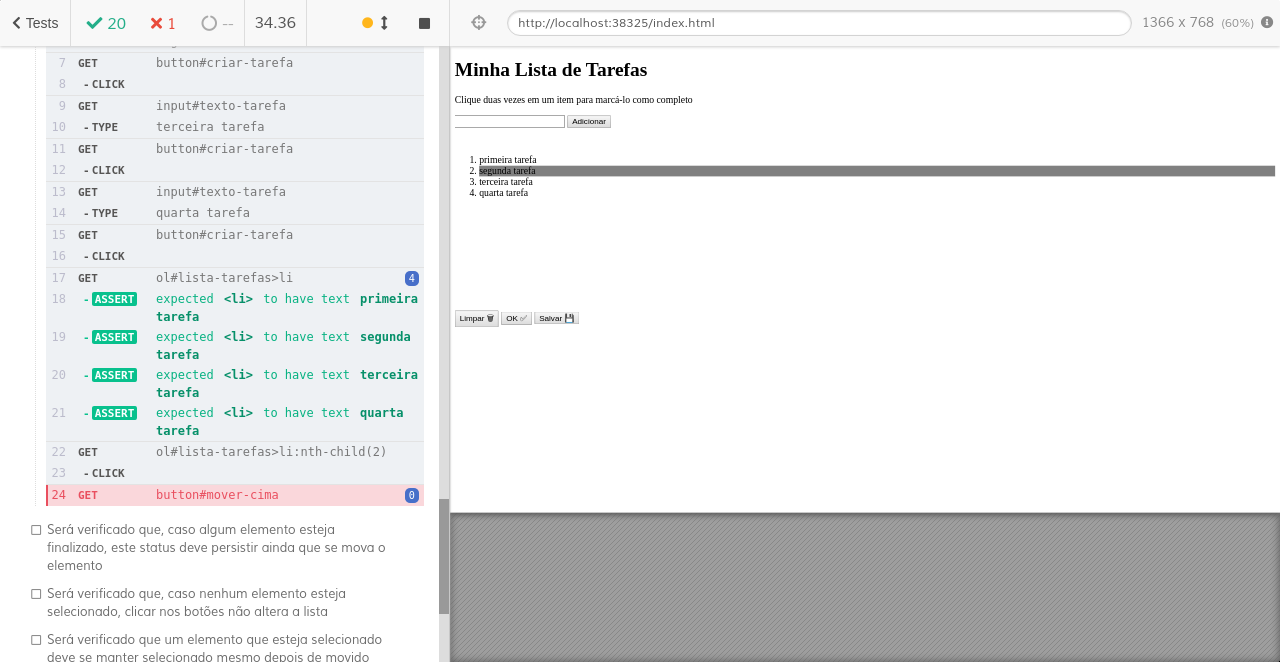 Tests 20 1 -- 34.36
http://localhost:38325/index.html 1366 x 768 (60%)
7 GET button#criar-tarefa
8 - CLICK
9 GET input#texto-tarefa
10 - TYPE terceira tarefa
11 GET button#criar-tarefa
12 - CLICK
13 GET input#texto-tarefa
14 - TYPE quarta tarefa
15 GET button#criar-tarefa
16 - CLICK
17 GET ol#lista-tarefas>li 4
18 - ASSERT expected <li> to have text primeira
tarefa
19 - ASSERT expected <li> to have text segunda
tarefa
20 - ASSERT expected <li> to have text terceira
tarefa
21 - ASSERT expected <li> to have text quarta
tarefa
22 GET ol#lista-tarefas>li:nth-child(2)
23 - CLICK
24 GET button#mover-cima 0
Será verificado que, caso algum elemento esteja
finalizado, este status deve persistir ainda que se mova o
elemento
Será verificado que, caso nenhum elemento esteja
selecionado, clicar nos botões não altera a lista
Será verificado que um elemento que esteja selecionado
deve se manter selecionado mesmo depois de movido
Minha Lista de Tarefas
Clique duas vezes em um item para marcá-lo como completo
Adicionar
1. primeira tarefa
2. segunda tarefa
3. terceira tarefa
4. quarta tarefa
Limpar 🗑 OK ✅ Salvar 💾